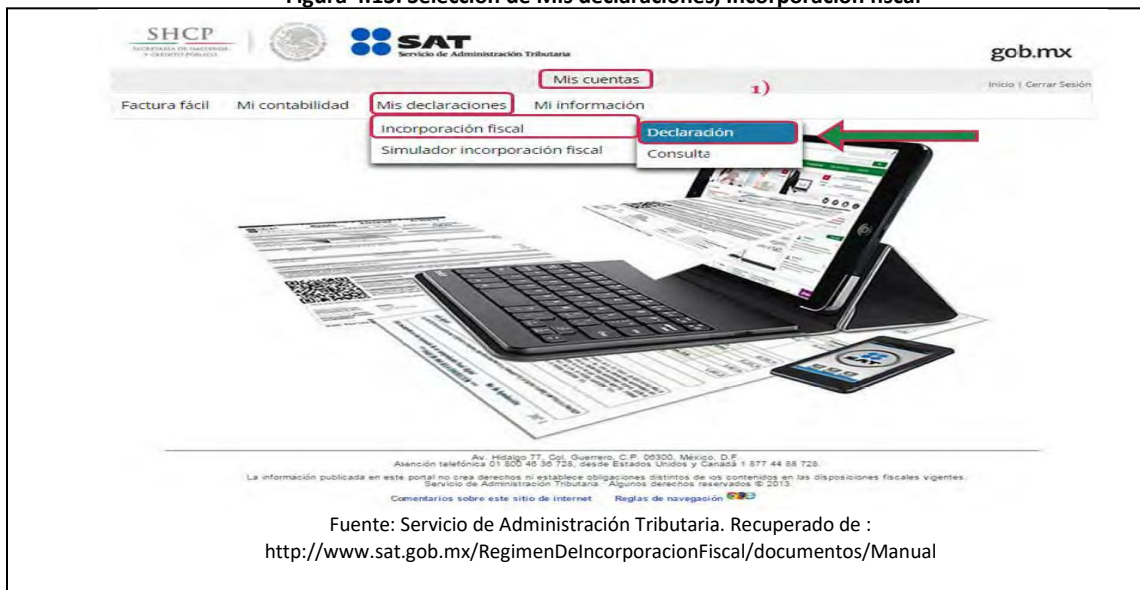 Figura 4.13. Selección de Mis declaraciones, incorporación fiscal
SHCP
SECRETARÍA DE HACIENDA
Y CRÉDITO PÚBLICO
SAT
Servicio de Administración Tributaria
gob.mx
Mis cuentas
1)
Inicio | Cerrar Sesión
Factura fácil Mi contabilidad Mis declaraciones Mi información
Incorporación fiscal
Declaración
Simulador incorporación fiscal
Consulta
SAT
Av. Hidalgo 77, Col. Guerrero, C.P. 06300, México, D.F.
Atención telefónica 01 800 46 36 728, desde Estados Unidos y Canadá 1 877 44 88 728.
La información publicada en este portal no crea derechos ni establece obligaciones distintos de los contenidos en las disposiciones fiscales vigentes.
Servicio de Administración Tributaria Algunos derechos reservados © 2013
Comentarios sobre este sitio de internet Reglas de navegación
Fuente: Servicio de Administración Tributaria. Recuperado de :
http://www.sat.gob.mx/RegimenDeIncorporacionFiscal/documentos/Manual